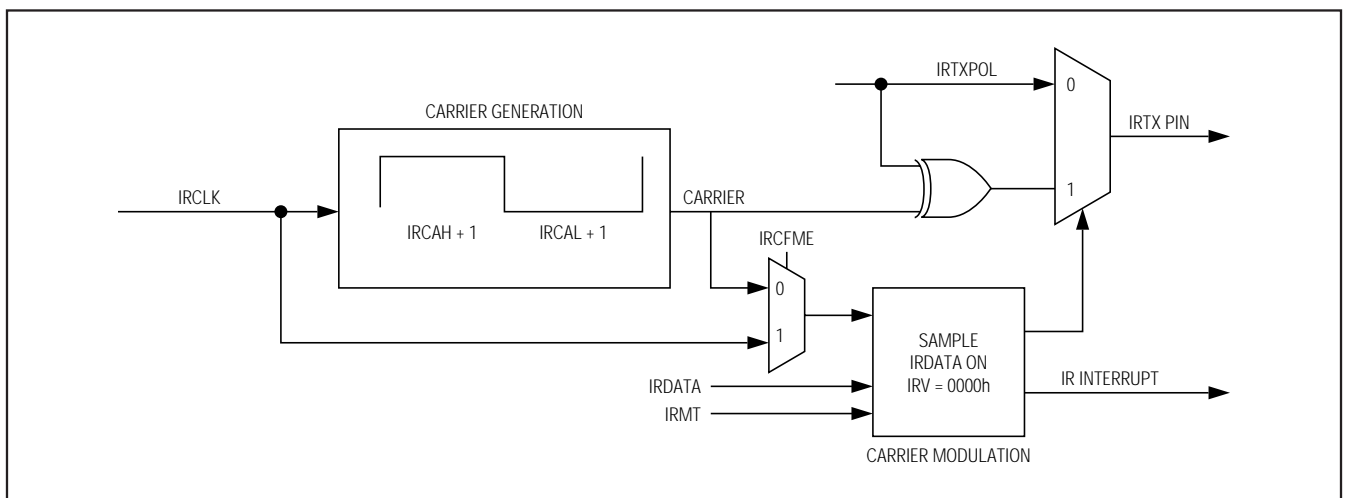 IRTXPOL
0
CARRIER GENERATION
IRTX PIN
IRCLK
CARRIER
1
IRCAH + 1
IRCAL + 1
IRCFME
0
1
SAMPLE
IRDATA ON
IRV = 0000h
IRDATA
IR INTERRUPT
IRMT
CARRIER MODULATION